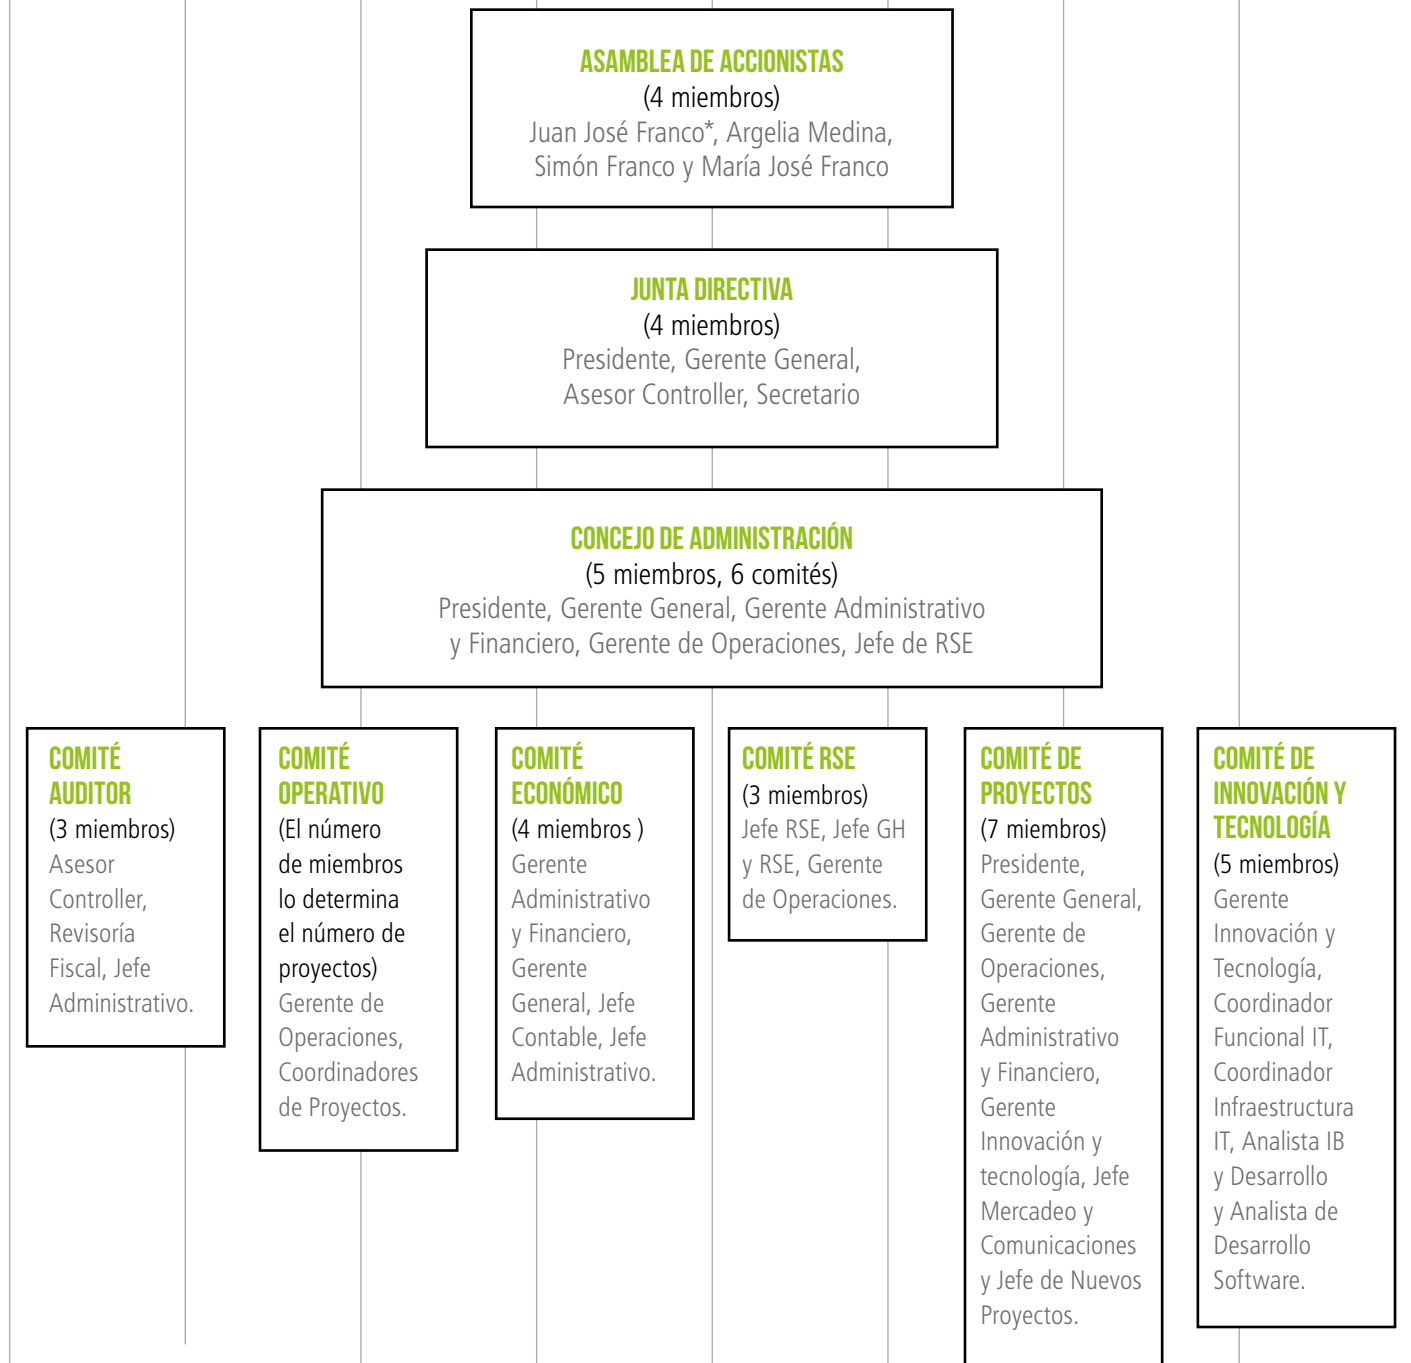 ASAMBLEA DE ACCIONISTAS
(4 miembros)
Juan José Franco*, Argelia Medina,
Simón Franco y María José Franco
JUNTA DIRECTIVA
(4 miembros)
Presidente, Gerente General,
Asesor Controller, Secretario
CONCEJO DE ADMINISTRACIÓN
(5 miembros, 6 comités)
Presidente, Gerente General, Gerente Administrativo
y Financiero, Gerente de Operaciones, Jefe de RSE
COMITÉ
AUDITOR
(3 miembros)
Asesor
Controller,
Revisoría
Fiscal, Jefe
Administrativo.
COMITÉ
OPERATIVO
(El número
de miembros
lo determina
el número de
proyectos)
Gerente de
Operaciones,
Coordinadores
de Proyectos.
COMITÉ
ECONÓMICO
(4 miembros )
Gerente
Administrativo
y Financiero,
Gerente
General, Jefe
Contable, Jefe
Administrativo.
COMITÉ RSE
(3 miembros)
Jefe RSE, Jefe GH
y RSE, Gerente
de Operaciones.
COMITÉ DE
PROYECTOS
(7 miembros)
Presidente,
Gerente General,
Gerente de
Operaciones,
Gerente
Administrativo
y Financiero,
Gerente
Innovación y
tecnología, Jefe
Mercadeo y
Comunicaciones
y Jefe de Nuevos
Proyectos.
COMITÉ DE
INNOVACIÓN Y
TECNOLOGÍA
(5 miembros)
Gerente
Innovación y
Tecnología,
Coordinador
Funcional IT,
Coordinador
Infraestructura
IT, Analista IB
y Desarrollo
y Analista de
Desarrollo
Software.